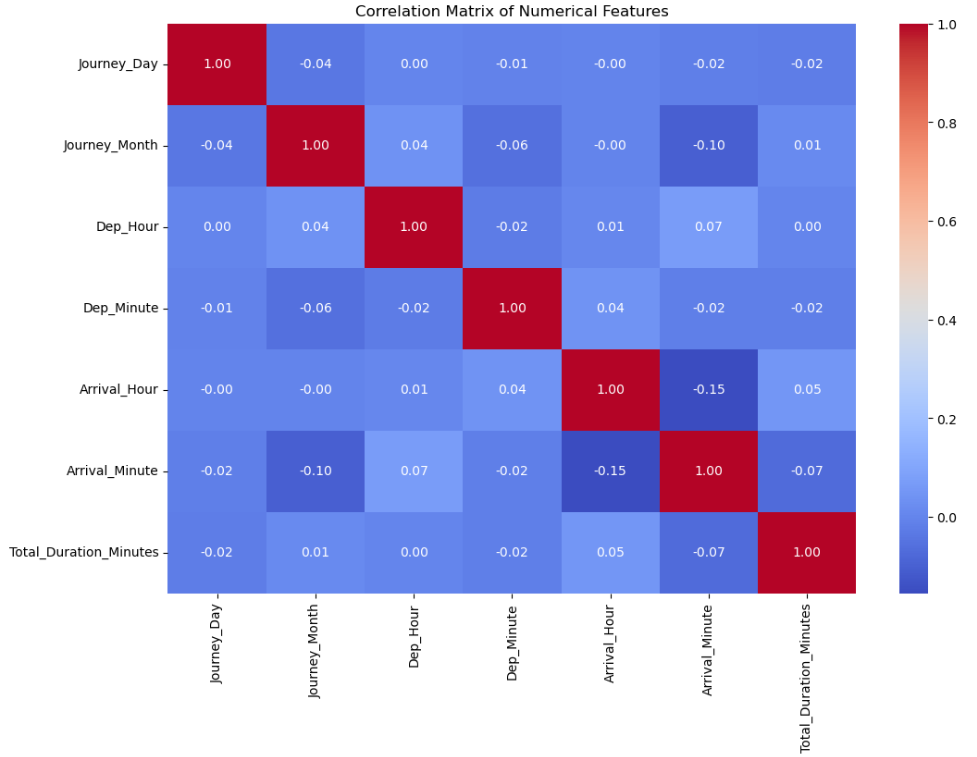 Correlation Matrix of Numerical Features
Journey_Day 1.00 -0.04 0.00 -0.01 -0.00 -0.02 -0.02
Journey_Month -0.04 1.00 0.04 -0.06 -0.00 -0.10 0.01
Dep_Hour 0.00 0.04 1.00 -0.02 0.01 0.07 0.00
Dep_Minute -0.01 -0.06 -0.02 1.00 0.04 -0.02 -0.02
Arrival_Hour -0.00 -0.00 0.01 0.04 1.00 -0.15 0.05
Arrival_Minute -0.02 -0.10 0.07 -0.02 -0.15 1.00 -0.07
Total_Duration_Minutes -0.02 0.01 0.00 -0.02 0.05 -0.07 1.00
Journey_Day
Journey_Month
Dep_Hour
Dep_Minute
Arrival_Hour
Arrival_Minute
Total_Duration_Minutes
1.0
0.8
0.6
0.4
0.2
0.0